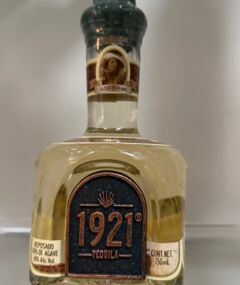 1921®
TEQUILA
REPOSADO
100% DE AGAVE
40% Alc. Vol.
CONT. NET.
750mL